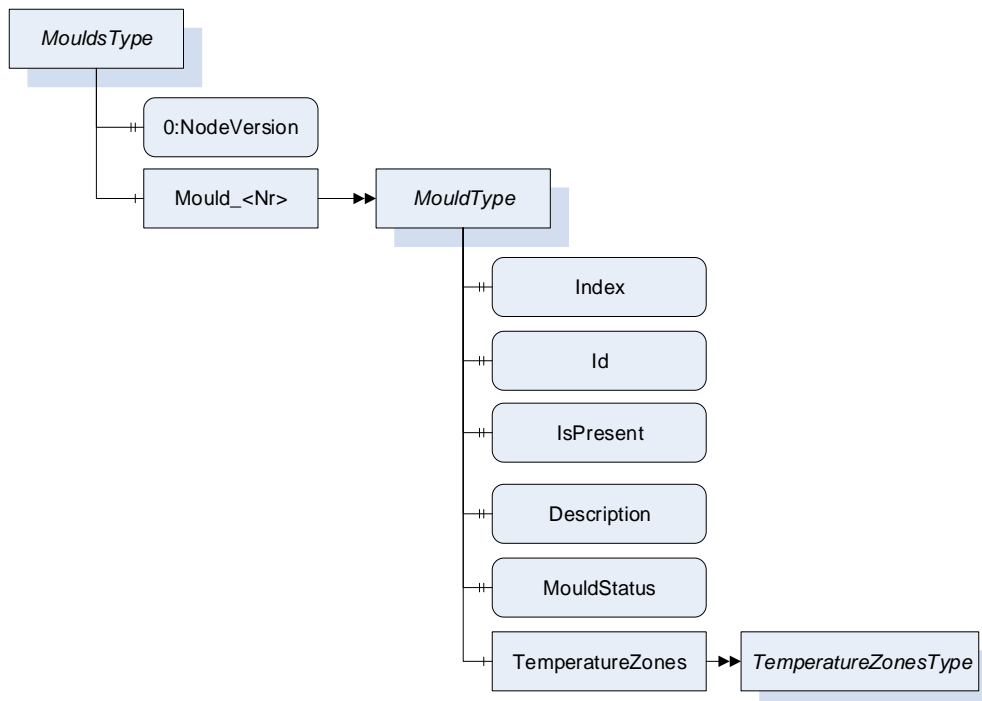 MouldsType
0:NodeVersion
Mould_<Nr>
MouldType
Index
Id
IsPresent
Description
MouldStatus
TemperatureZones
TemperatureZonesType